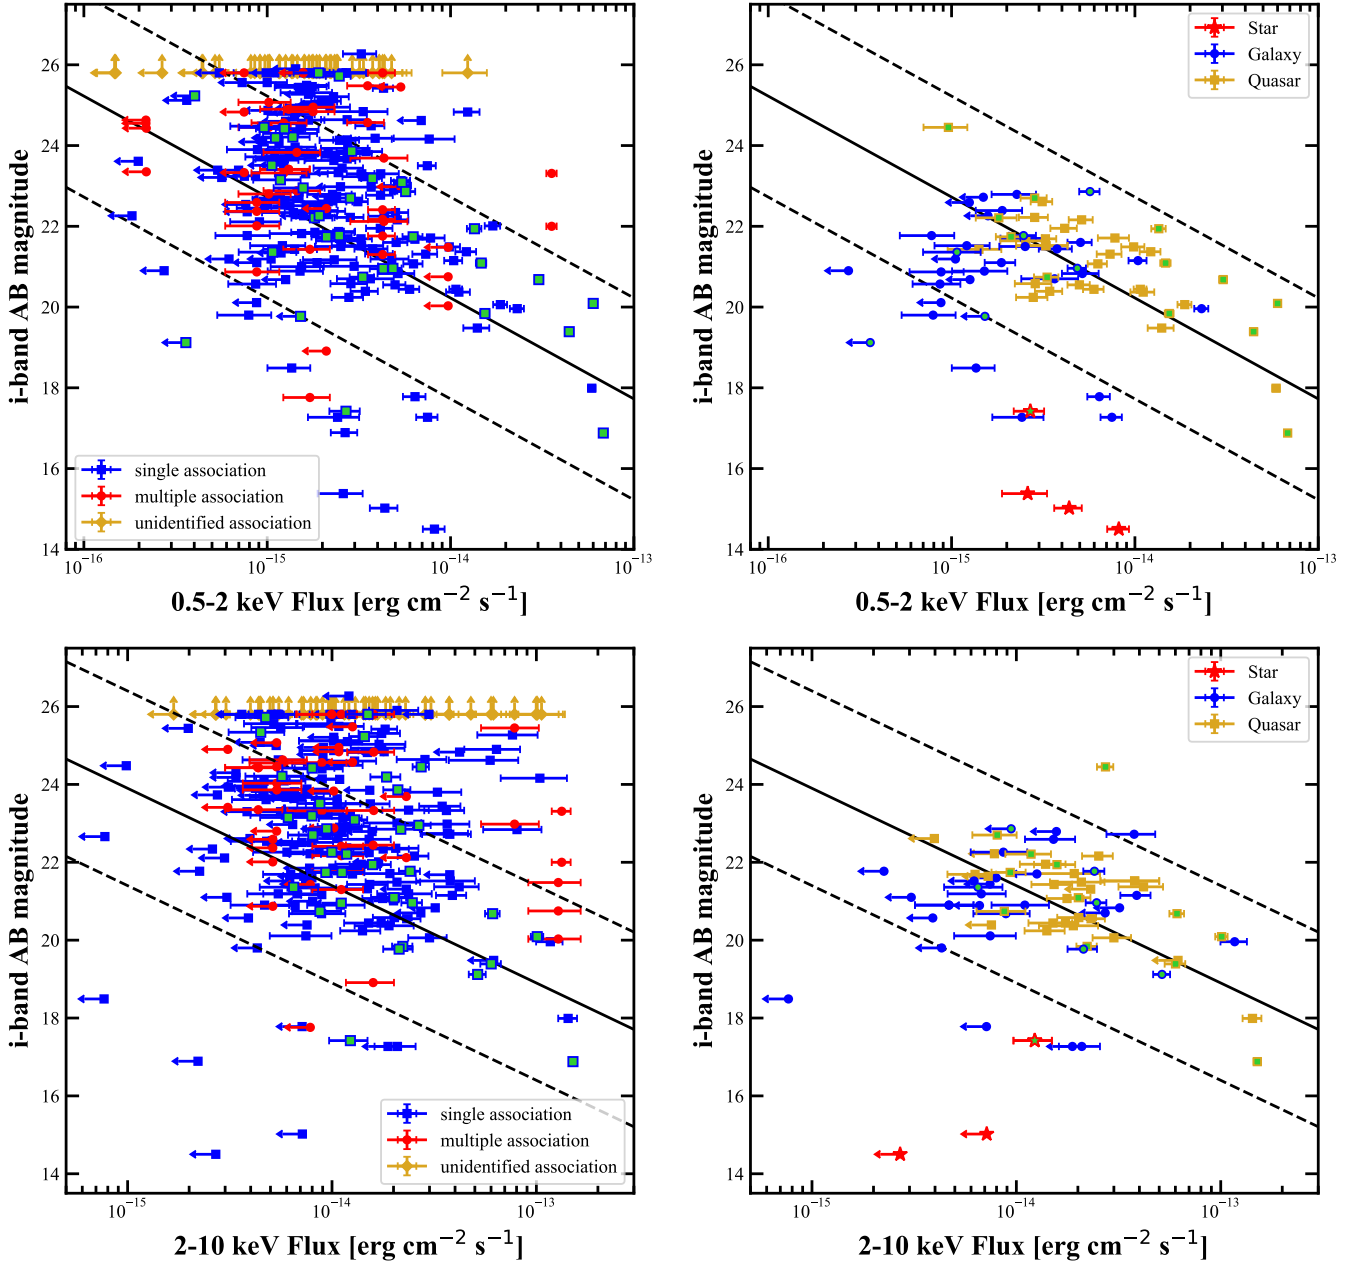 26
24
22
20
18
16
14
i-band AB magnitude
10⁻¹⁶
10⁻¹⁵
10⁻¹⁴
10⁻¹³
0.5-2 keV Flux [erg cm⁻² s⁻¹]
single association
multiple association
unidentified association
26
24
22
20
18
16
14
i-band AB magnitude
10⁻¹⁶
10⁻¹⁵
10⁻¹⁴
10⁻¹³
0.5-2 keV Flux [erg cm⁻² s⁻¹]
Star
Galaxy
Quasar
26
24
22
20
18
16
14
i-band AB magnitude
10⁻¹⁵
10⁻¹⁴
10⁻¹³
2-10 keV Flux [erg cm⁻² s⁻¹]
single association
multiple association
unidentified association
26
24
22
20
18
16
14
i-band AB magnitude
10⁻¹⁵
10⁻¹⁴
10⁻¹³
2-10 keV Flux [erg cm⁻² s⁻¹]
Star
Galaxy
Quasar